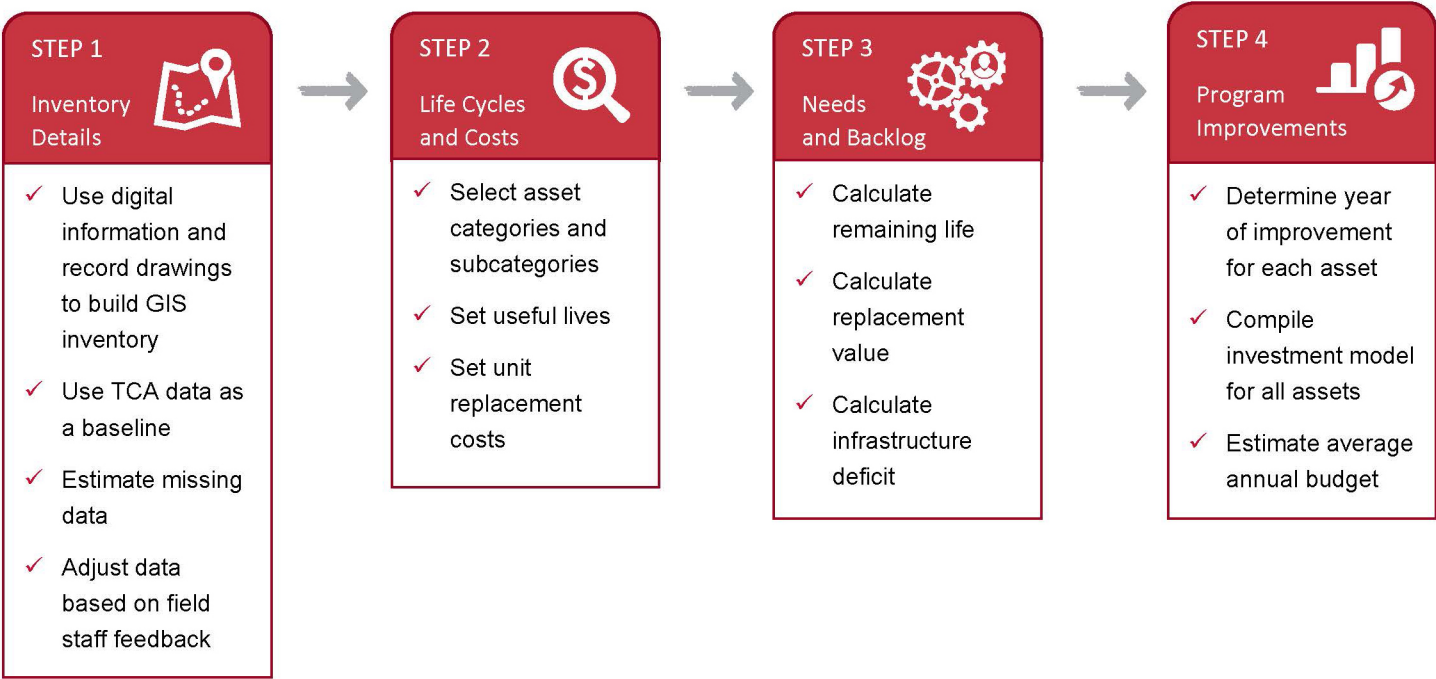 STEP 1
Inventory
Details
✓ Use digital
information and
record drawings
to build GIS
inventory
✓ Use TCA data as
a baseline
✓ Estimate missing
data
✓ Adjust data
based on field
staff feedback
STEP 2
Life Cycles
and Costs
✓ Select asset
categories and
subcategories
✓ Set useful lives
✓ Set unit
replacement
costs
STEP 3
Needs
and Backlog
✓ Calculate
remaining life
✓ Calculate
replacement
value
✓ Calculate
infrastructure
deficit
STEP 4
Program
Improvements
✓ Determine year
of improvement
for each asset
✓ Compile
investment model
for all assets
✓ Estimate average
annual budget